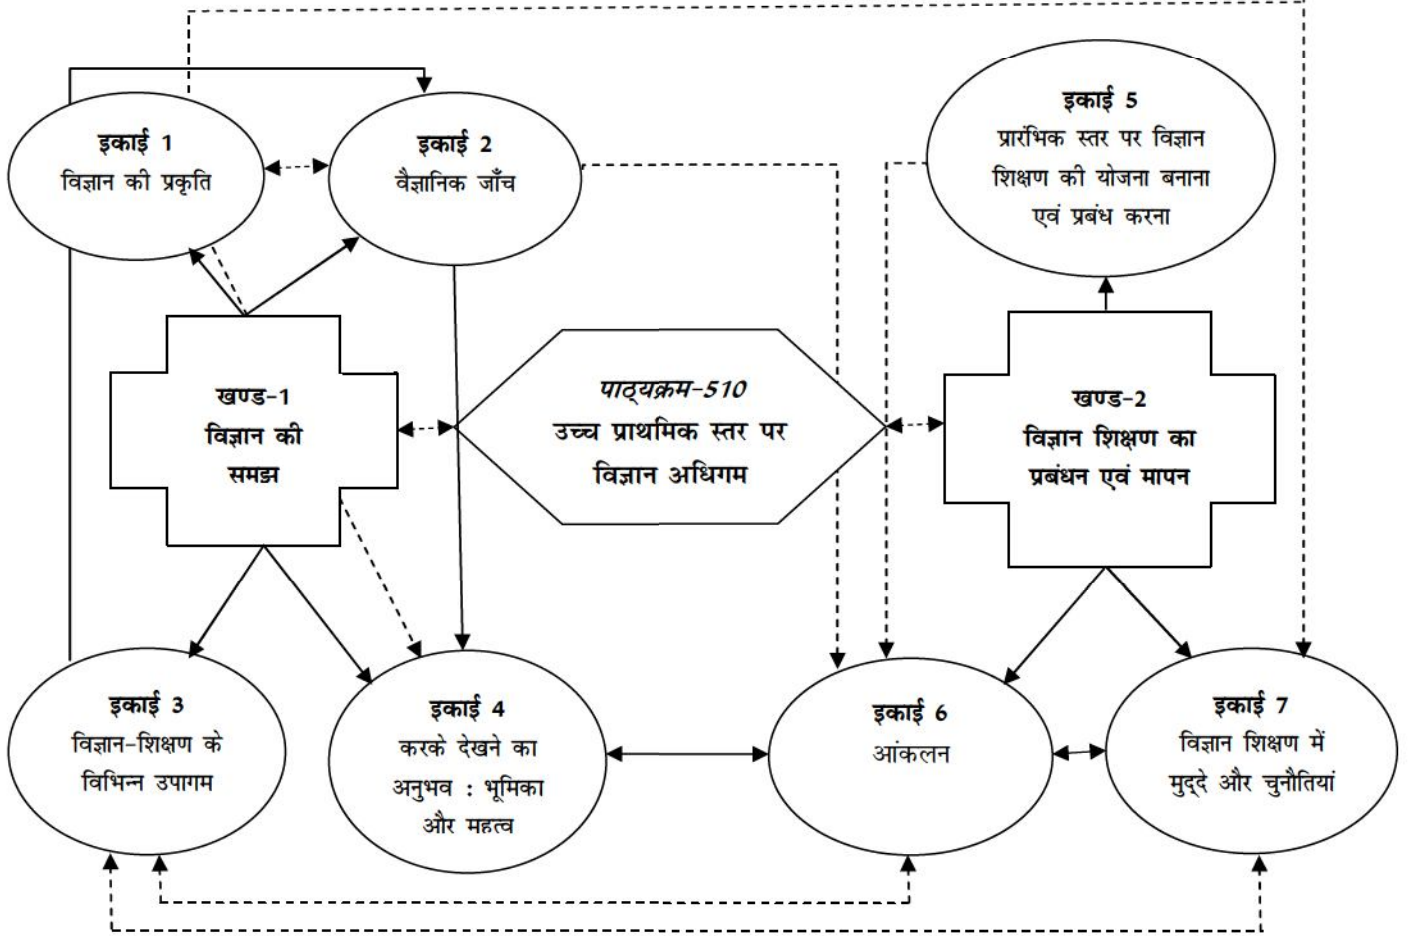 इकाई 1
विज्ञान की प्रकृति
इकाई 2
वैज्ञानिक जाँच
इकाई 5
प्रारंभिक स्तर पर विज्ञान
शिक्षण की योजना बनाना
एवं प्रबंध करना
खण्ड-1
विज्ञान की
समझ
पाठ्यक्रम-510
उच्च प्राथमिक स्तर पर
विज्ञान अधिगम
खण्ड-2
विज्ञान शिक्षण का
प्रबंधन एवं मापन
इकाई 3
विज्ञान-शिक्षण के
विभिन्न उपागम
इकाई 4
करके देखने का
अनुभव : भूमिका
और महत्व
इकाई 6
आंकलन
इकाई 7
विज्ञान शिक्षण में
मुद्दे और चुनौतियां